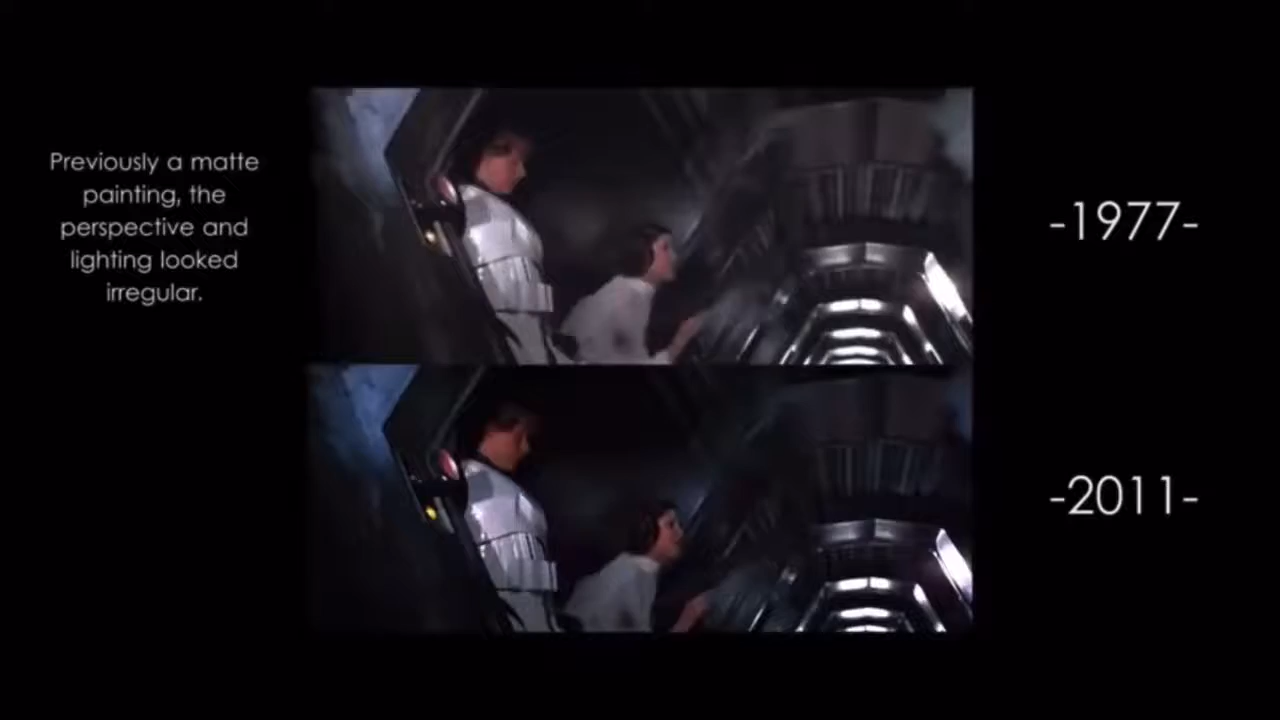 Previously a matte
painting, the
perspective and
lighting looked
irregular.
-1977-
-2011-